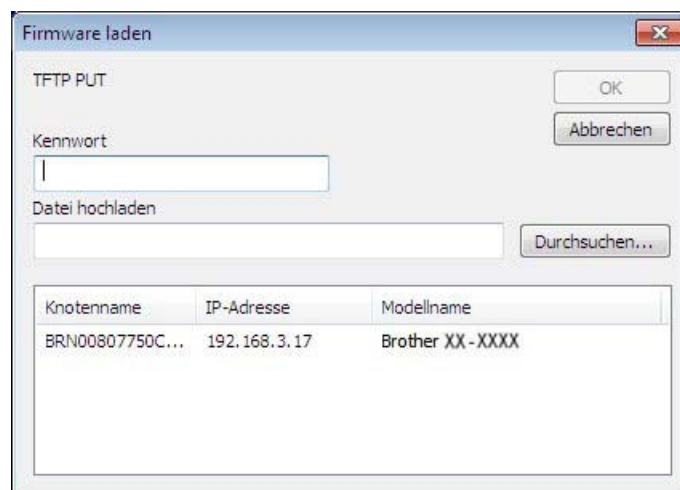 Firmware laden
TFTP PUT
OK
Abbrechen
Kennwort
Datei hochladen
Durchsuchen...
Knotenname IP-Adresse Modellname
BRN00807750C... 192.168.3.17 Brother XX-XXXX